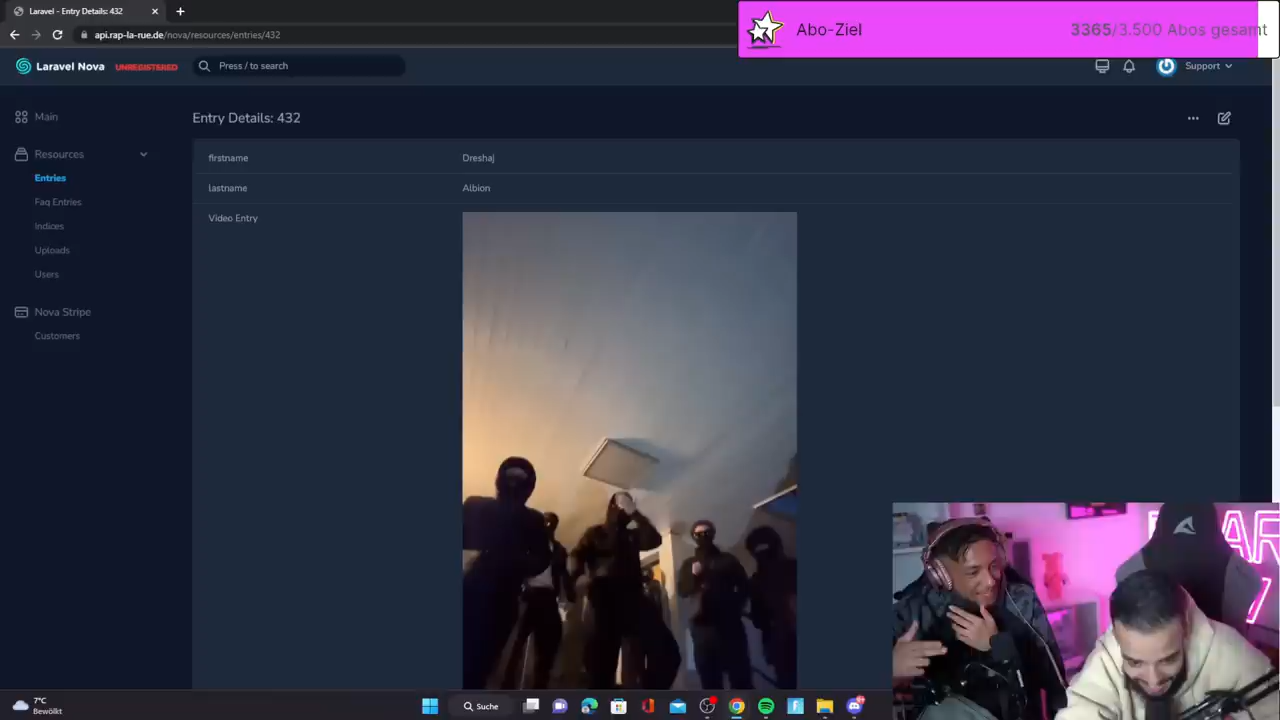 Laravel - Entry Details: 432
api.rap-la-rue.de/nova/resources/entries/432
Abo-Ziel
3365/3.500 Abos gesamt
Laravel Nova
UNREGISTERED
Press / to search
Support
Main
Resources
Entries
Faq Entries
Indices
Uploads
Users
Nova Stripe
Customers
Entry Details: 432
firstname
Dreshaj
lastname
Albion
Video Entry
7°C
Bewölkt
Suche